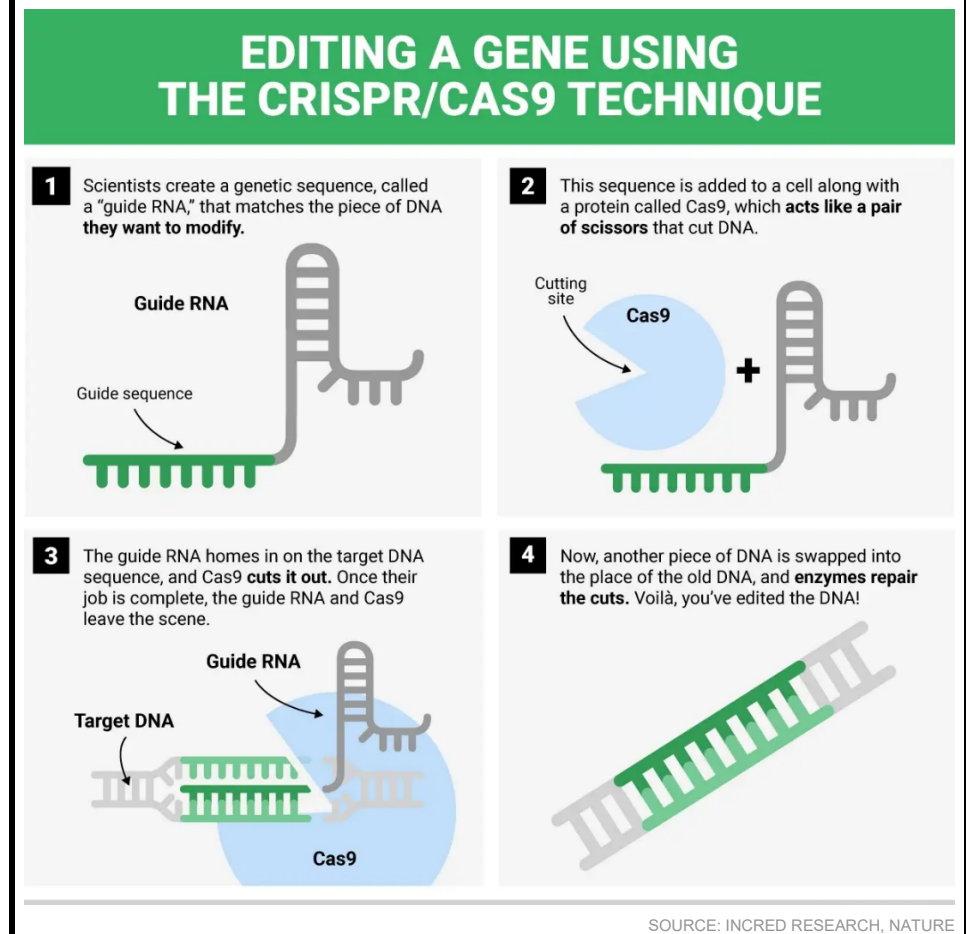 EDITING A GENE USING
THE CRISPR/CAS9 TECHNIQUE
1
Scientists create a genetic sequence, called
a “guide RNA,” that matches the piece of DNA
they want to modify.
Guide RNA
Guide sequence
2
This sequence is added to a cell along with
a protein called Cas9, which acts like a pair
of scissors that cut DNA.
Cutting
site
Cas9
+
3
The guide RNA homes in on the target DNA
sequence, and Cas9 cuts it out. Once their
job is complete, the guide RNA and Cas9
leave the scene.
Guide RNA
Target DNA
Cas9
4
Now, another piece of DNA is swapped into
the place of the old DNA, and enzymes repair
the cuts. Voilà, you’ve edited the DNA!
SOURCE: INCRED RESEARCH, NATURE